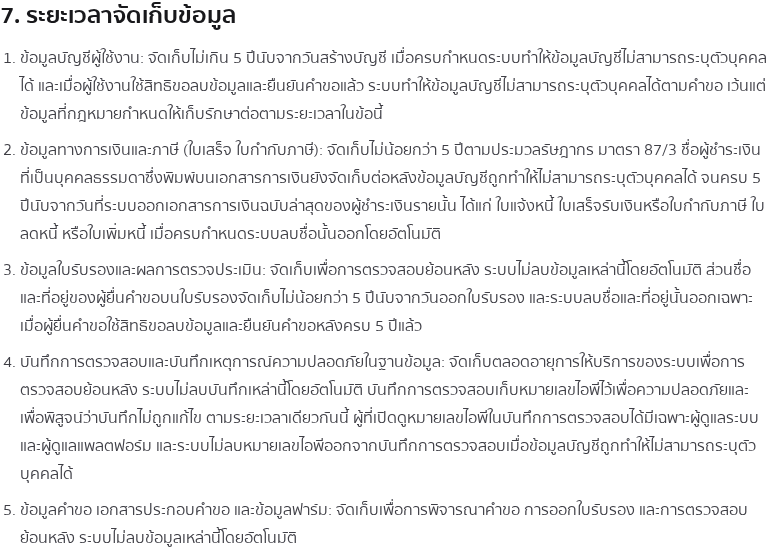 7. ระยะเวลาจัดเก็บข้อมูล
1. ข้อมูลบัญชีผู้ใช้งาน: จัดเก็บไม่เกิน 5 ปีนับจากวันสร้างบัญชี เมื่อครบกำหนดระบบทำให้ข้อมูลบัญชีไม่สามารถระบุตัวบุคคล
ได้ และเมื่อผู้ใช้งานใช้สิทธิขอลบข้อมูลและยืนยันคำขอแล้ว ระบบทำให้ข้อมูลบัญชีไม่สามารถระบุตัวบุคคลได้ตามคำขอ เว้นแต่
ข้อมูลที่กฎหมายกำหนดให้เก็บรักษาต่อตามระยะเวลาในข้อนี้
2. ข้อมูลทางการเงินและภาษี (ใบเสร็จ ใบกำกับภาษี): จัดเก็บไม่น้อยกว่า 5 ปีตามประมวลรัษฎากร มาตรา 87/3 ชื่อผู้ชำระเงิน
ที่เป็นบุคคลธรรมดาซึ่งพิมพ์บนเอกสารการเงินยังจัดเก็บต่อหลังข้อมูลบัญชีถูกทำให้ไม่สามารถระบุตัวบุคคลได้ จนครบ 5
ปีนับจากวันที่ระบบออกเอกสารการเงินฉบับล่าสุดของผู้ชำระเงินรายนั้น ได้แก่ ใบแจ้งหนี้ ใบเสร็จรับเงินหรือใบกำกับภาษี ใบ
ลดหนี้ หรือใบเพิ่มหนี้ เมื่อครบกำหนดระบบลบชื่อนั้นออกโดยอัตโนมัติ
3. ข้อมูลใบรับรองและผลการตรวจประเมิน: จัดเก็บเพื่อการตรวจสอบย้อนหลัง ระบบไม่ลบข้อมูลเหล่านี้โดยอัตโนมัติ ส่วนชื่อ
และที่อยู่ของผู้ยื่นคำขอบนใบรับรองจัดเก็บไม่น้อยกว่า 5 ปีนับจากวันออกใบรับรอง และระบบลบชื่อและที่อยู่นั้นออกเฉพาะ
เมื่อผู้ยื่นคำขอใช้สิทธิขอลบข้อมูลและยืนยันคำขอหลังครบ 5 ปีแล้ว
4. บันทึกการตรวจสอบและบันทึกเหตุการณ์ความปลอดภัยในฐานข้อมูล: จัดเก็บตลอดอายุการให้บริการของระบบเพื่อการ
ตรวจสอบย้อนหลัง ระบบไม่ลบบันทึกเหล่านี้โดยอัตโนมัติ บันทึกการตรวจสอบเก็บหมายเลขไอพีไว้เพื่อความปลอดภัยและ
เพื่อพิสูจน์ว่าบันทึกไม่ถูกแก้ไข ตามระยะเวลาเดียวกันนี้ ผู้ที่เปิดดูหมายเลขไอพีในบันทึกการตรวจสอบได้มีเฉพาะผู้ดูแลระบบ
และผู้ดูแลแพลตฟอร์ม และระบบไม่ลบหมายเลขไอพีออกจากบันทึกการตรวจสอบเมื่อข้อมูลบัญชีถูกทำให้ไม่สามารถระบุตัว
บุคคลได้
5. ข้อมูลคำขอ เอกสารประกอบคำขอ และข้อมูลฟาร์ม: จัดเก็บเพื่อการพิจารณาคำขอ การออกใบรับรอง และการตรวจสอบ
ย้อนหลัง ระบบไม่ลบข้อมูลเหล่านี้โดยอัตโนมัติ